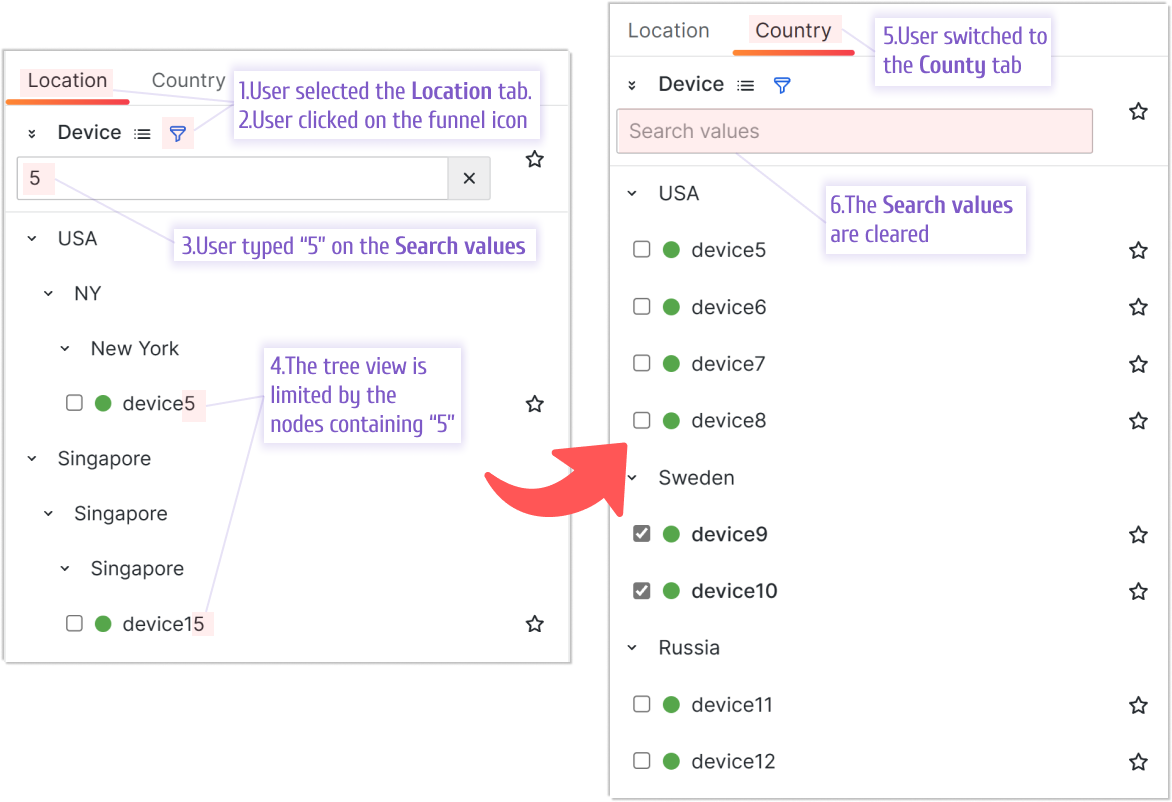 Location Country
1.User selected the Location tab.
2.User clicked on the funnel icon
Device
5
3.User typed “5” on the Search values
USA
NY
New York
device5
4.The tree view is
limited by the
nodes containing “5”
Singapore
Singapore
Singapore
device15
Location Country
5.User switched to
the County tab
Device
Search values
6.The Search values
are cleared
USA
device5
device6
device7
device8
Sweden
device9
device10
Russia
device11
device12